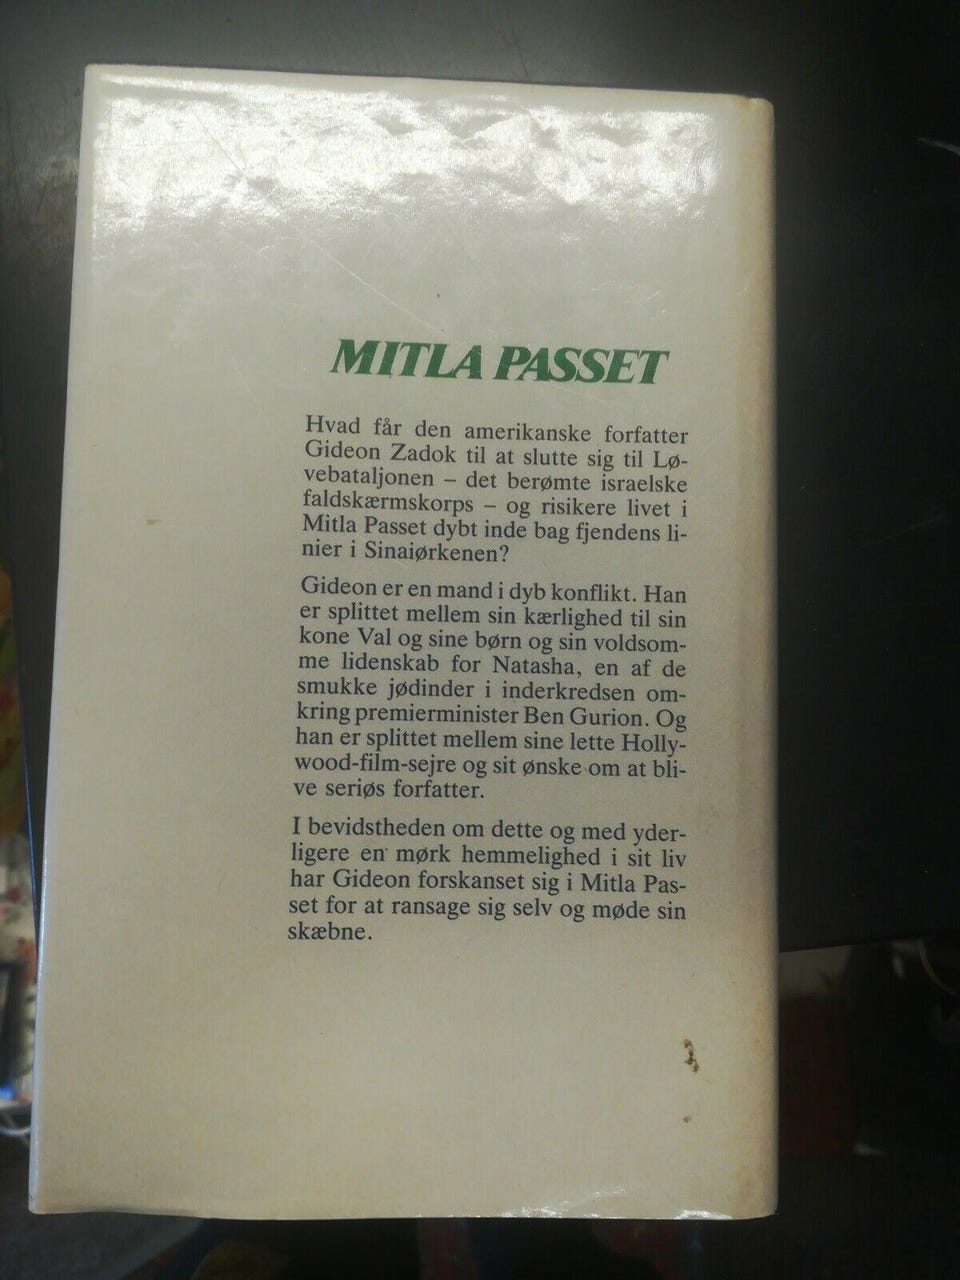 MITLA PASSET
Hvad får den amerikanske forfatter
Gideon Zadok til at slutte sig til Lø-
vebataljonen – det berømte israelske
faldskærmskorps – og risikere livet i
Mitla Passet dybt inde bag fjendens li-
nier i Sinaiørkenen?
Gideon er en mand i dyb konflikt. Han
er splittet mellem sin kærlighed til sin
kone Val og sine børn og sin voldsom-
me lidenskab for Natasha, en af de
smukke jødinder i inderkredsen om-
kring premierminister Ben Gurion. Og
han er splittet mellem sine lette Holly-
wood-film-sejre og sit ønske om at bli-
ve seriøs forfatter.
I bevidstheden om dette og med yder-
ligere en mørk hemmelighed i sit liv
har Gideon forskanset sig i Mitla Pas-
set for at ransage sig selv og møde sin
skæbne.